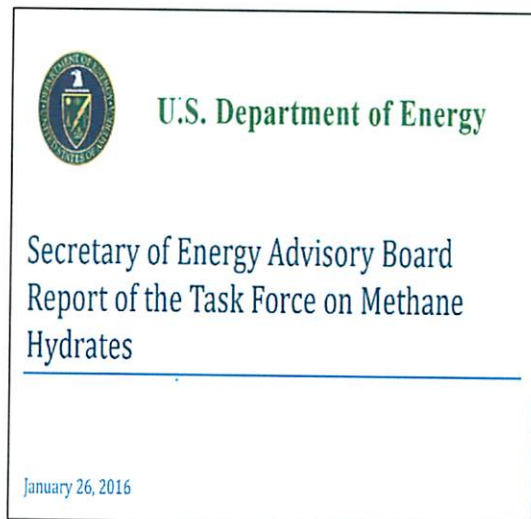 U.S. Department of Energy
Secretary of Energy Advisory Board
Report of the Task Force on Methane
Hydrates
January 26, 2016